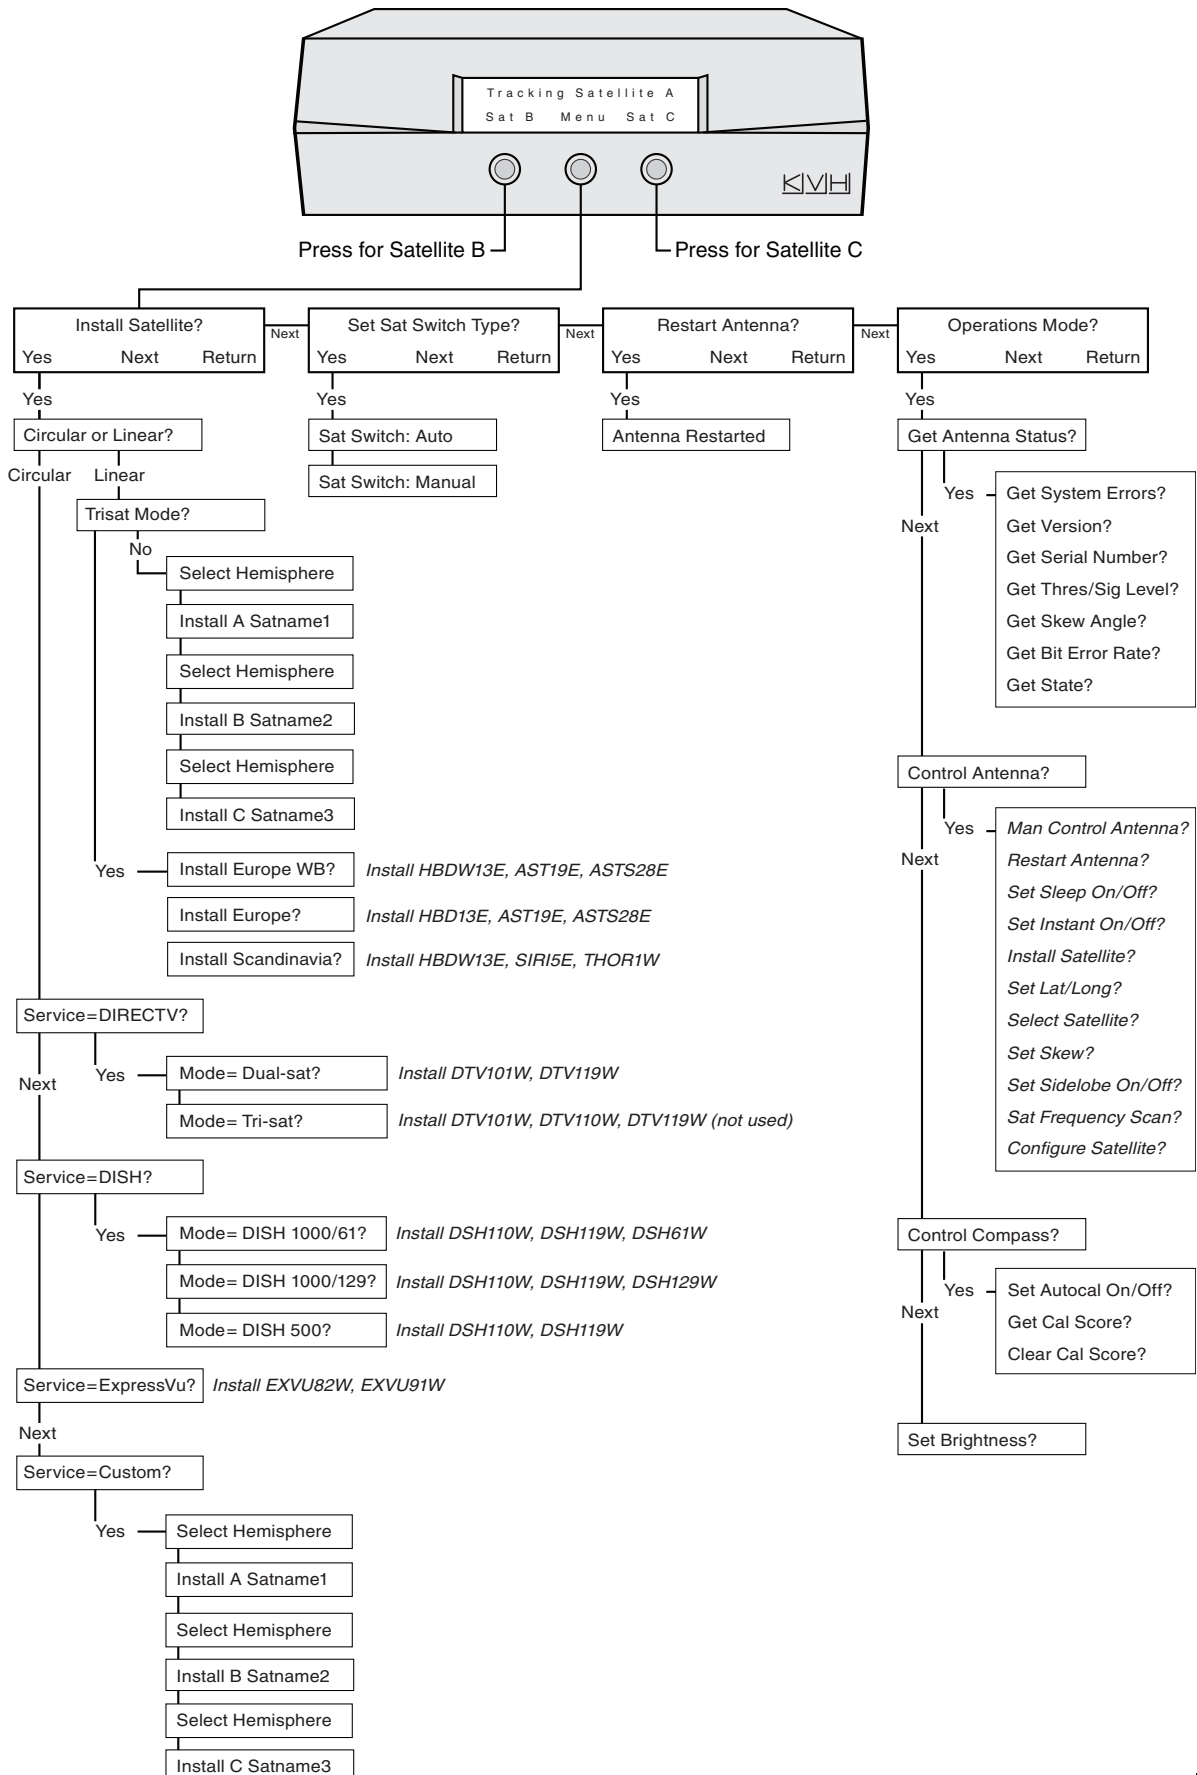 Tracking Satellite A
Sat B Menu Sat C
KVH
Press for Satellite B
Press for Satellite C
Install Satellite?
Yes Next Return
Next
Set Sat Switch Type?
Yes Next Return
Next
Restart Antenna?
Yes Next Return
Next
Operations Mode?
Yes Next Return
Yes
Circular or Linear?
Circular
Linear
Trisat Mode?
No
Select Hemisphere
Install A Satname1
Select Hemisphere
Install B Satname2
Select Hemisphere
Install C Satname3
Yes
Install Europe WB? Install HBDW13E, AST19E, ASTS28E
Install Europe? Install HBD13E, AST19E, ASTS28E
Install Scandinavia? Install HBDW13E, SIRI5E, THOR1W
Service=DIRECTV?
Next
Yes
Mode= Dual-sat? Install DTV101W, DTV119W
Mode= Tri-sat? Install DTV101W, DTV110W, DTV119W (not used)
Service=DISH?
Yes
Mode= DISH 1000/61? Install DSH110W, DSH119W, DSH61W
Mode= DISH 1000/129? Install DSH110W, DSH119W, DSH129W
Mode= DISH 500? Install DSH110W, DSH119W
Service=ExpressVu? Install EXVU82W, EXVU91W
Next
Service=Custom?
Yes
Select Hemisphere
Install A Satname1
Select Hemisphere
Install B Satname2
Select Hemisphere
Install C Satname3
Yes
Sat Switch: Auto
Sat Switch: Manual
Yes
Antenna Restarted
Yes
Get Antenna Status?
Yes
Get System Errors?
Get Version?
Get Serial Number?
Get Thres/Sig Level?
Get Skew Angle?
Get Bit Error Rate?
Get State?
Next
Control Antenna?
Yes
Man Control Antenna?
Restart Antenna?
Set Sleep On/Off?
Set Instant On/Off?
Install Satellite?
Set Lat/Long?
Select Satellite?
Set Skew?
Set Sidelobe On/Off?
Sat Frequency Scan?
Configure Satellite?
Next
Control Compass?
Yes
Set Autocal On/Off?
Get Cal Score?
Clear Cal Score?
Next
Set Brightness?